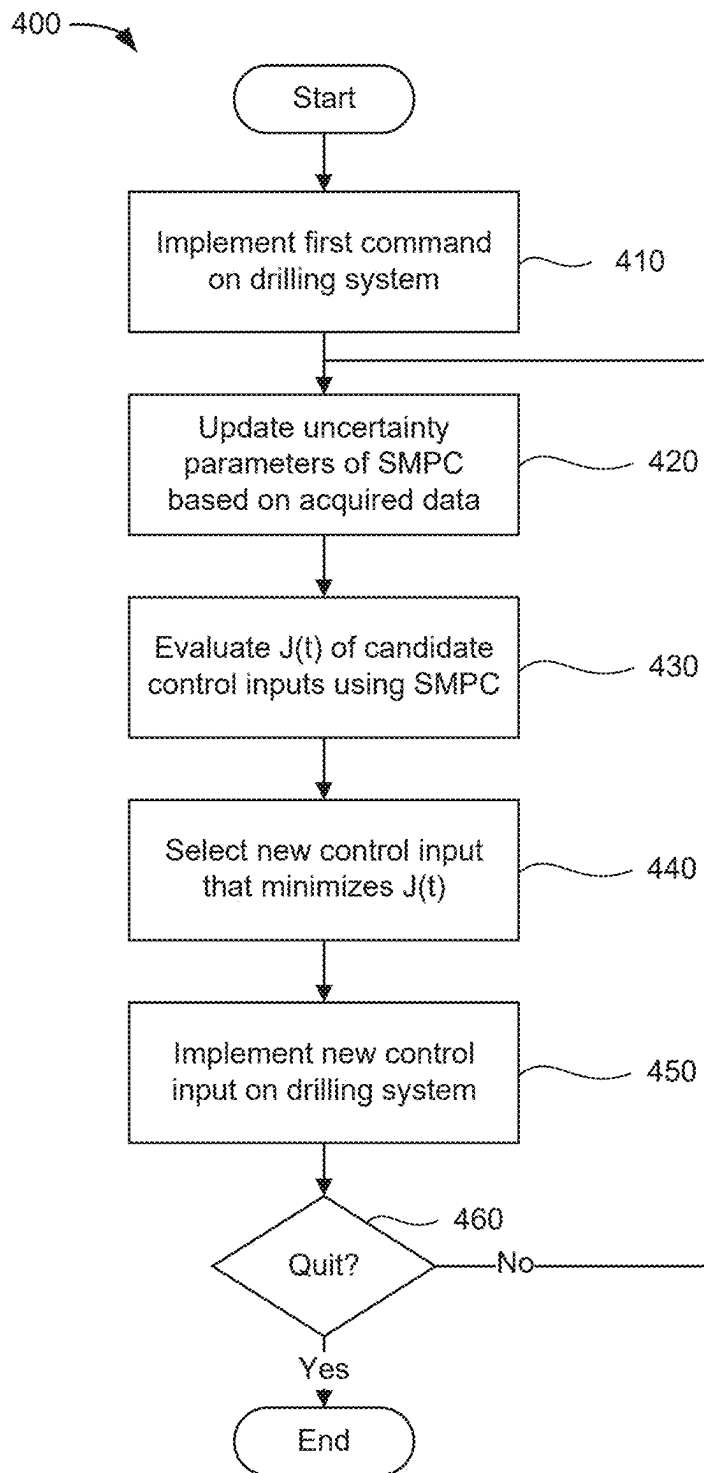 400
Start
Implement first command
on drilling system
410
Update uncertainty
parameters of SMPC
based on acquired data
420
Evaluate J(t) of candidate
control inputs using SMPC
430
Select new control input
that minimizes J(t)
440
Implement new control
input on drilling system
450
460
Quit?
No
Yes
End